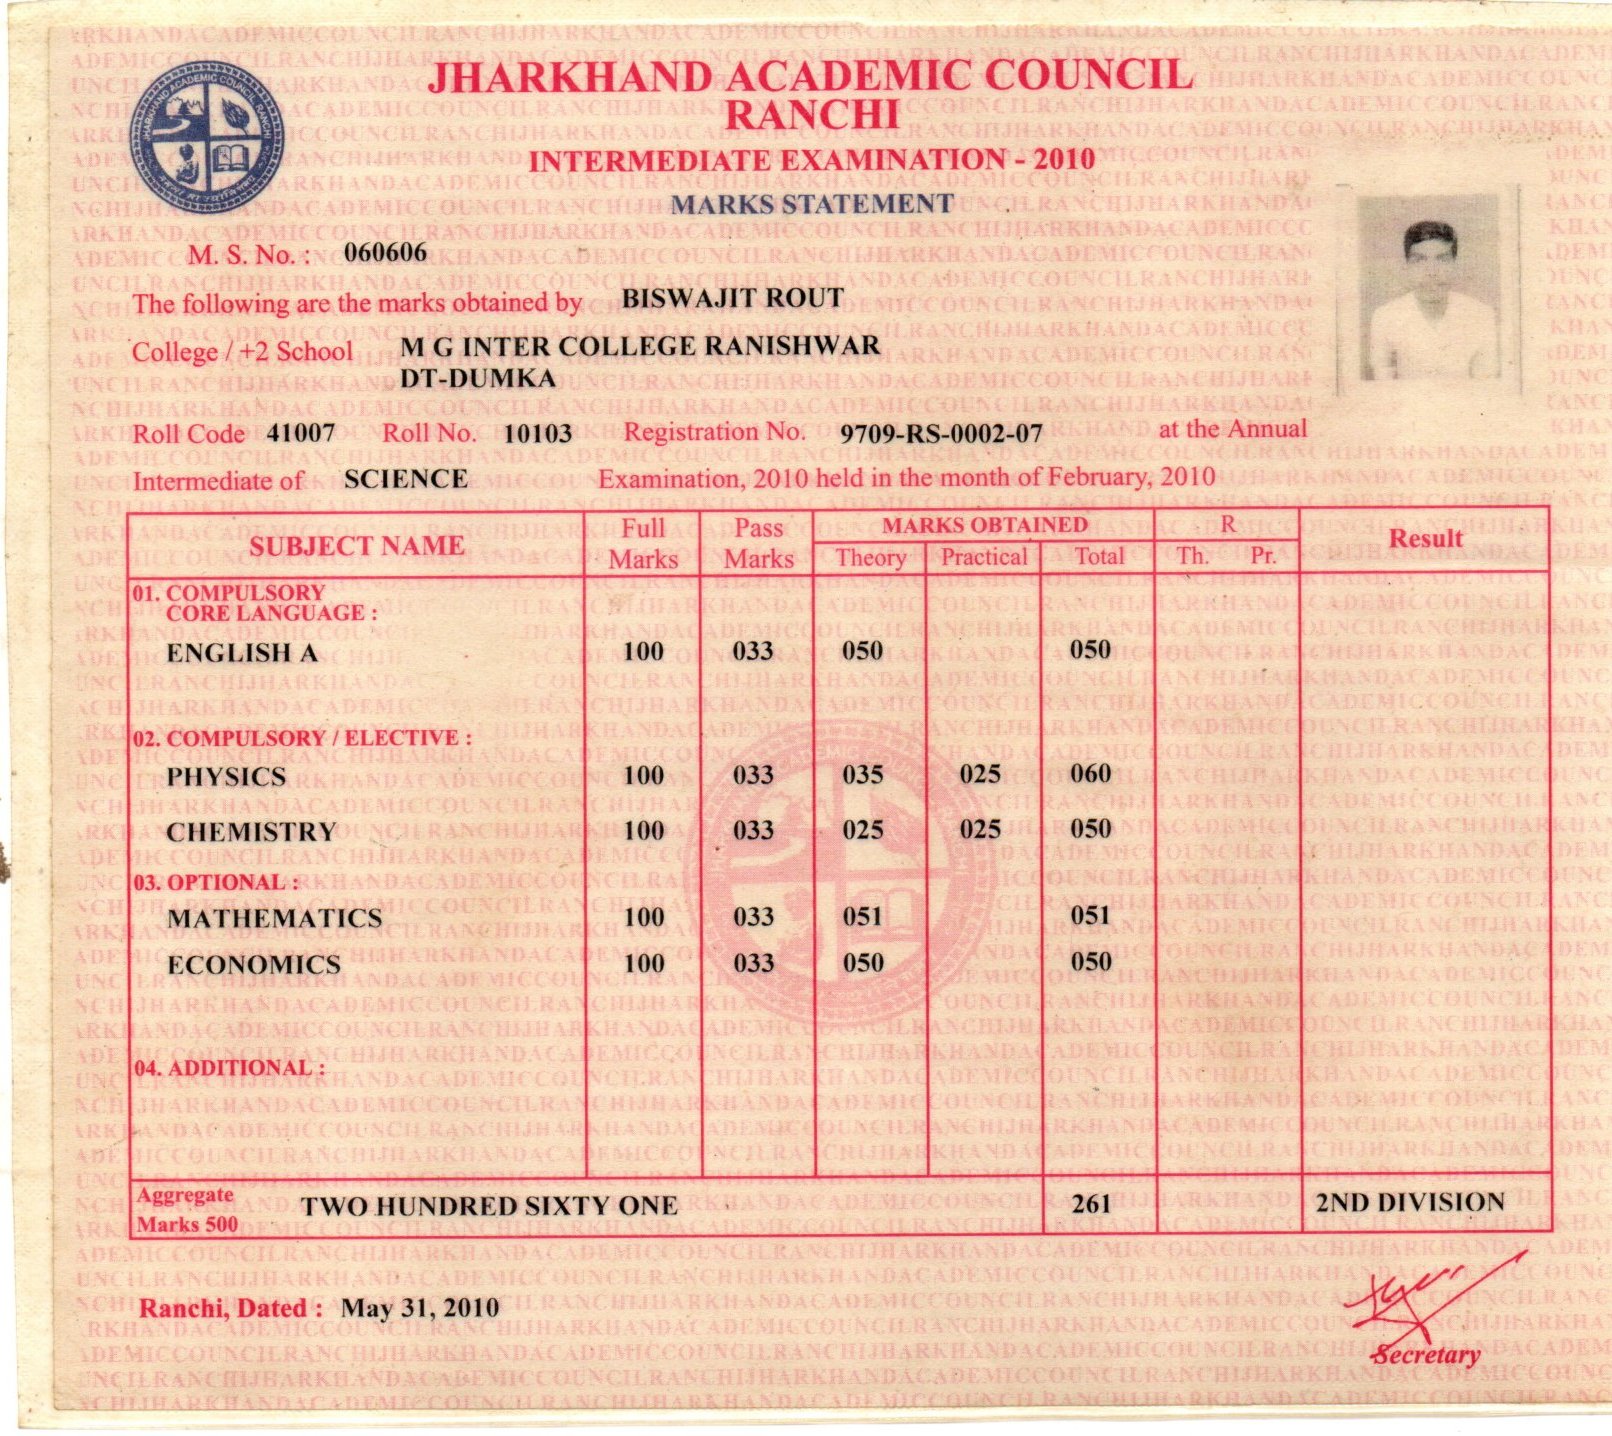 JHARKHAND ACADEMIC COUNCIL
RANCHI
INTERMEDIATE EXAMINATION - 2010
MARKS STATEMENT
M. S. No. : 060606
The following are the marks obtained by BISWAJIT ROUT
College / +2 School M G INTER COLLEGE RANISHWAR
DT-DUMKA
Roll Code 41007 Roll No. 10103 Registration No. 9709-RS-0002-07 at the Annual
Intermediate of SCIENCE Examination, 2010 held in the month of February, 2010
SUBJECT NAME Full Marks Pass Marks MARKS OBTAINED R Result
Theory Practical Total Th. Pr.
01. COMPULSORY
CORE LANGUAGE :
ENGLISH A 100 033 050 050
02. COMPULSORY / ELECTIVE :
PHYSICS 100 033 035 025 060
CHEMISTRY 100 033 025 025 050
03. OPTIONAL :
MATHEMATICS 100 033 051 051
ECONOMICS 100 033 050 050
04. ADDITIONAL :
Aggregate
Marks 500 TWO HUNDRED SIXTY ONE 261 2ND DIVISION
Ranchi, Dated : May 31, 2010
Secretary